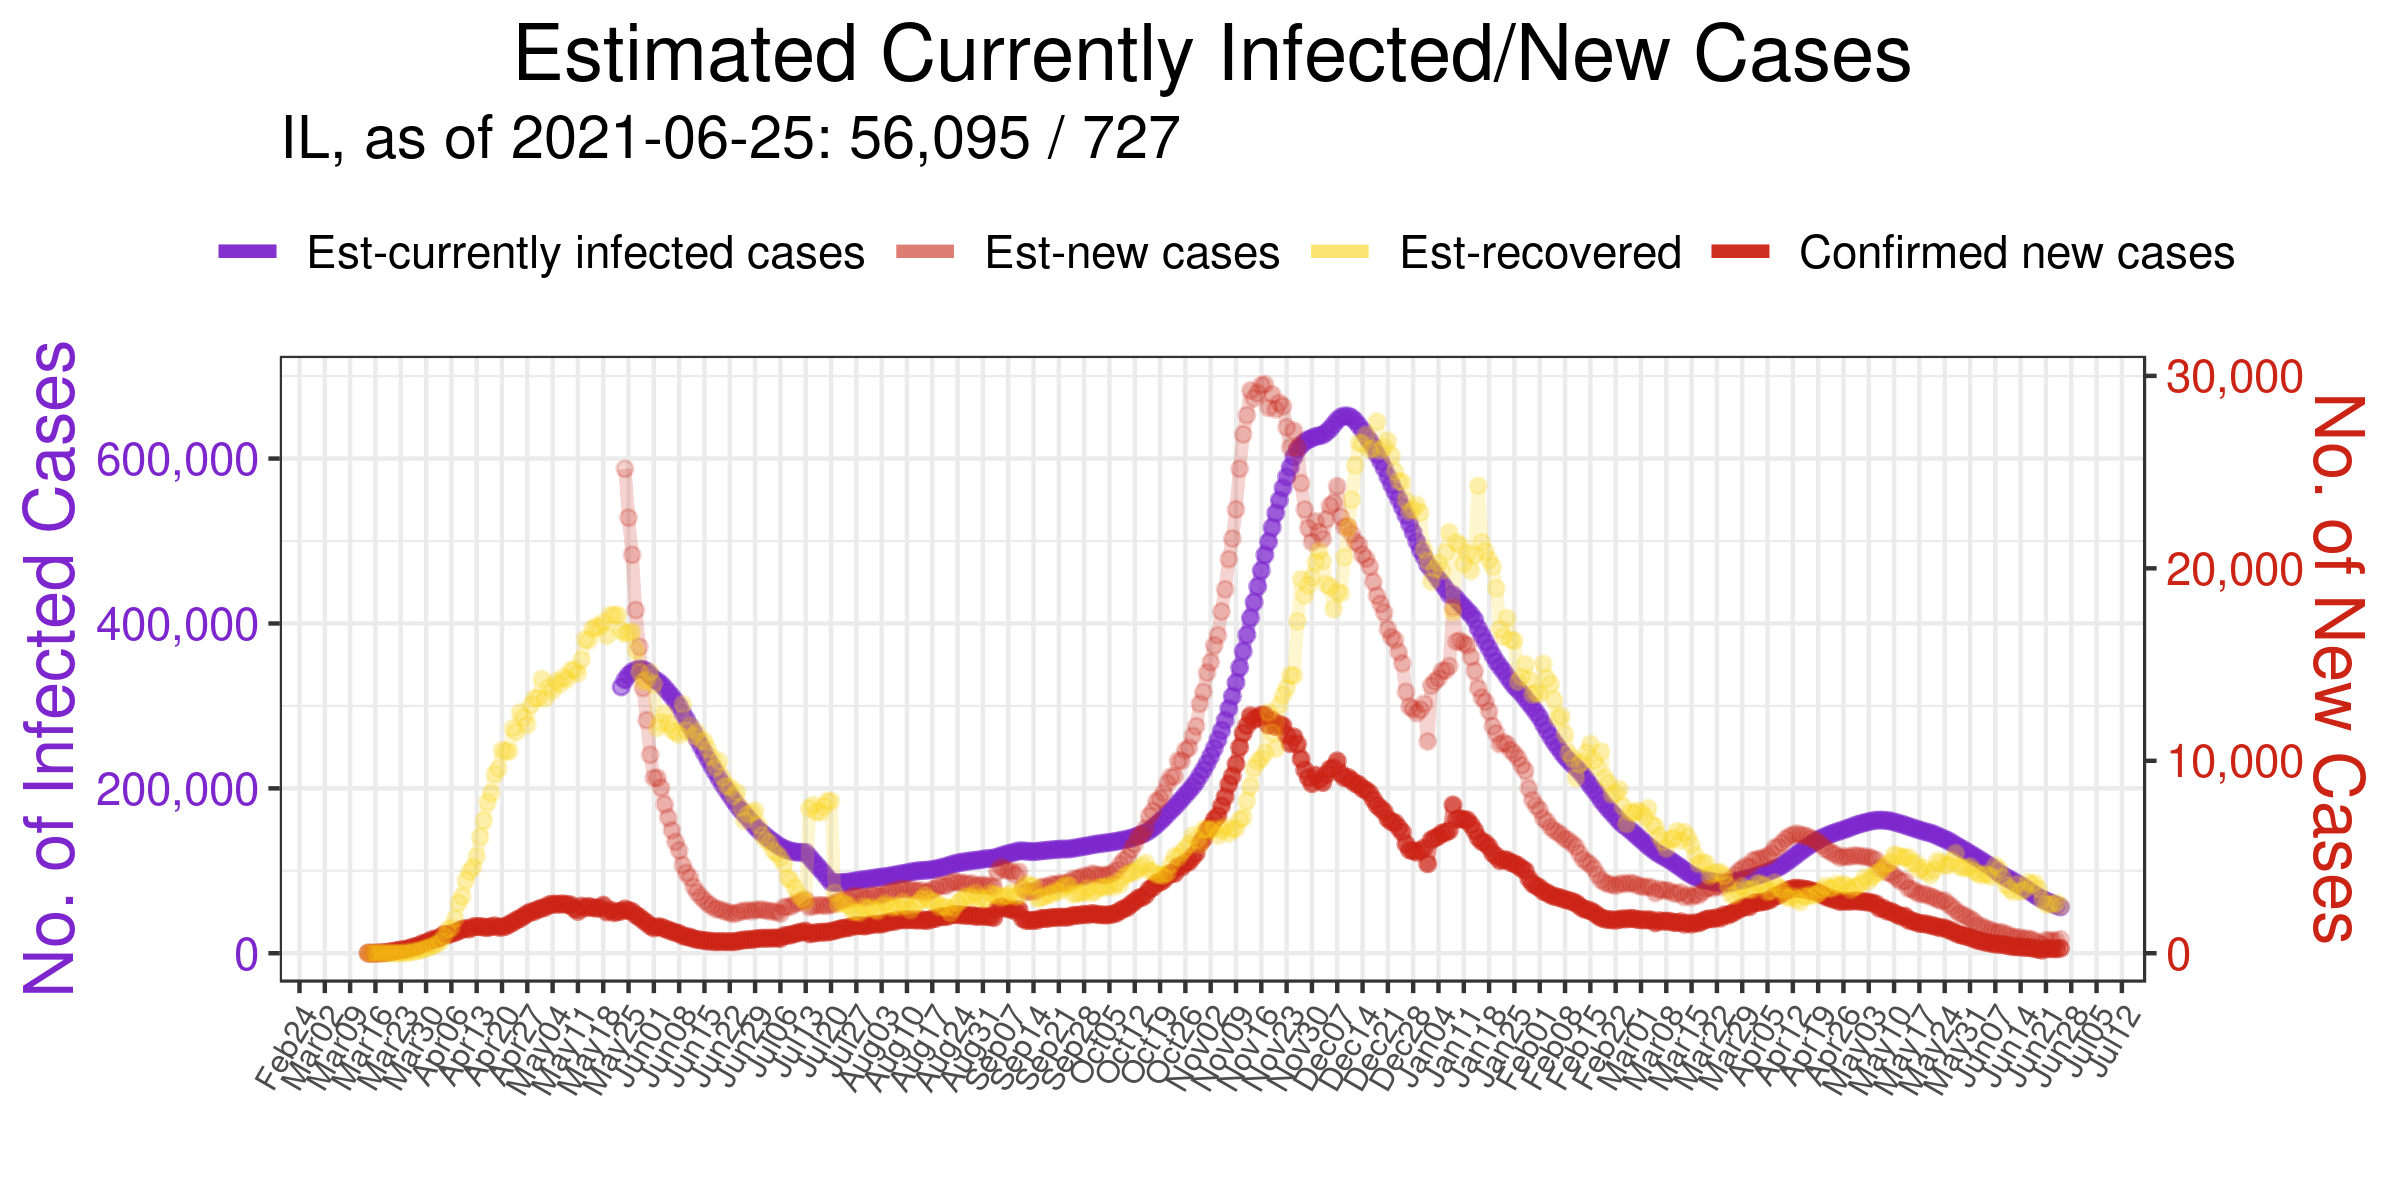 Estimated Currently Infected/New Cases
IL, as of 2021-06-25: 56,095 / 727
Est-currently infected cases Est-new cases Est-recovered Confirmed new cases
No. of Infected Cases
600,000
400,000
200,000
0
30,000
20,000
10,000
0
No. of New Cases
Feb24
Mar02
Mar09
Mar16
Mar23
Mar30
Apr06
Apr13
Apr20
Apr27
May04
May11
May18
May25
Jun01
Jun08
Jun15
Jun22
Jun29
Jul06
Jul13
Jul20
Jul27
Aug03
Aug10
Aug17
Aug24
Aug31
Sep07
Sep14
Sep21
Sep28
Oct05
Oct12
Oct19
Oct26
Nov02
Nov09
Nov16
Nov23
Nov30
Dec07
Dec14
Dec21
Dec28
Jan04
Jan11
Jan18
Jan25
Feb01
Feb08
Feb15
Feb22
Mar01
Mar08
Mar15
Mar22
Mar29
Apr05
Apr12
Apr19
Apr26
May03
May10
May17
May24
May31
Jun07
Jun14
Jun21
Jun28
Jul05
Jul12